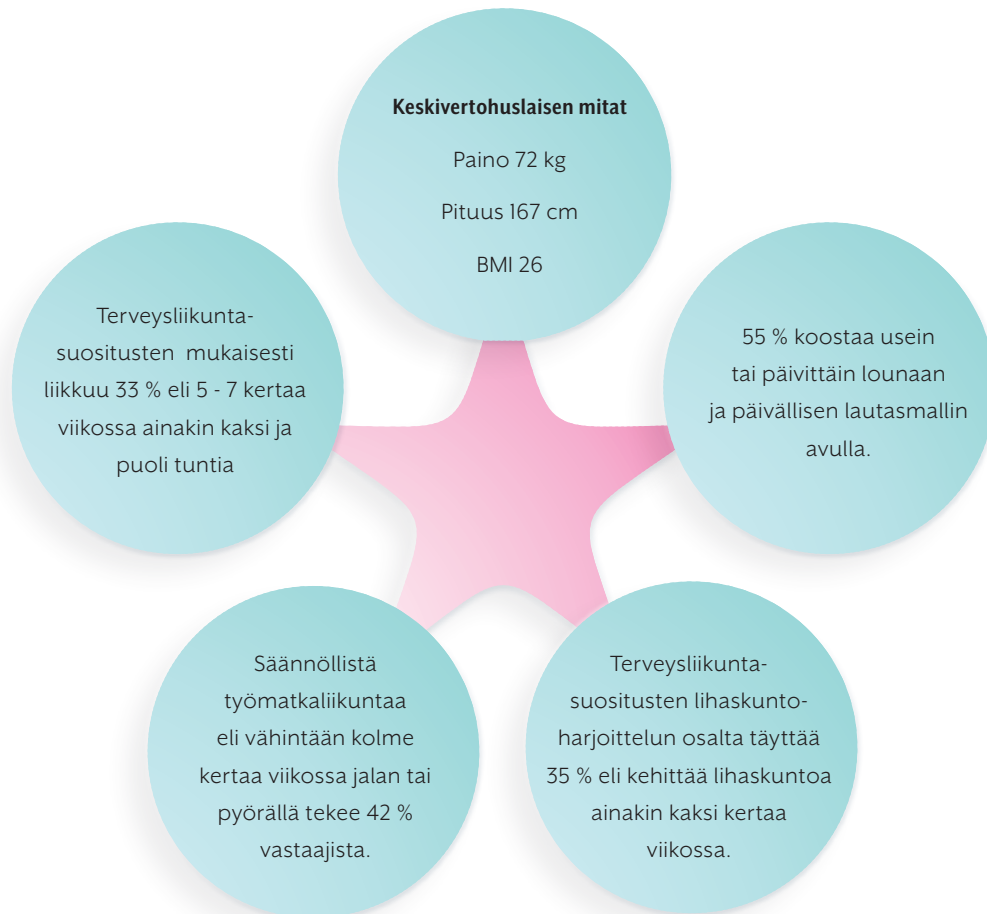 Keskivertohuslaisen mitat
Paino 72 kg
Pituus 167 cm
BMI 26
Terveysliikunta-
suositusten mukaisesti
liikkuu 33 % eli 5 - 7 kertaa
viikossa ainakin kaksi ja
puoli tuntia
55 % koostaa usein
tai päivittäin lounaan
ja päivällisen lautasmallin
avulla.
Säännöllistä
työmatkaliikuntaa
eli vähintään kolme
kertaa viikossa jalan tai
pyörällä tekee 42 %
vastaajista.
Terveysliikunta-
suositusten lihaskunto-
harjoittelun osalta täyttää
35 % eli kehittää lihaskuntoa
ainakin kaksi kertaa
viikossa.